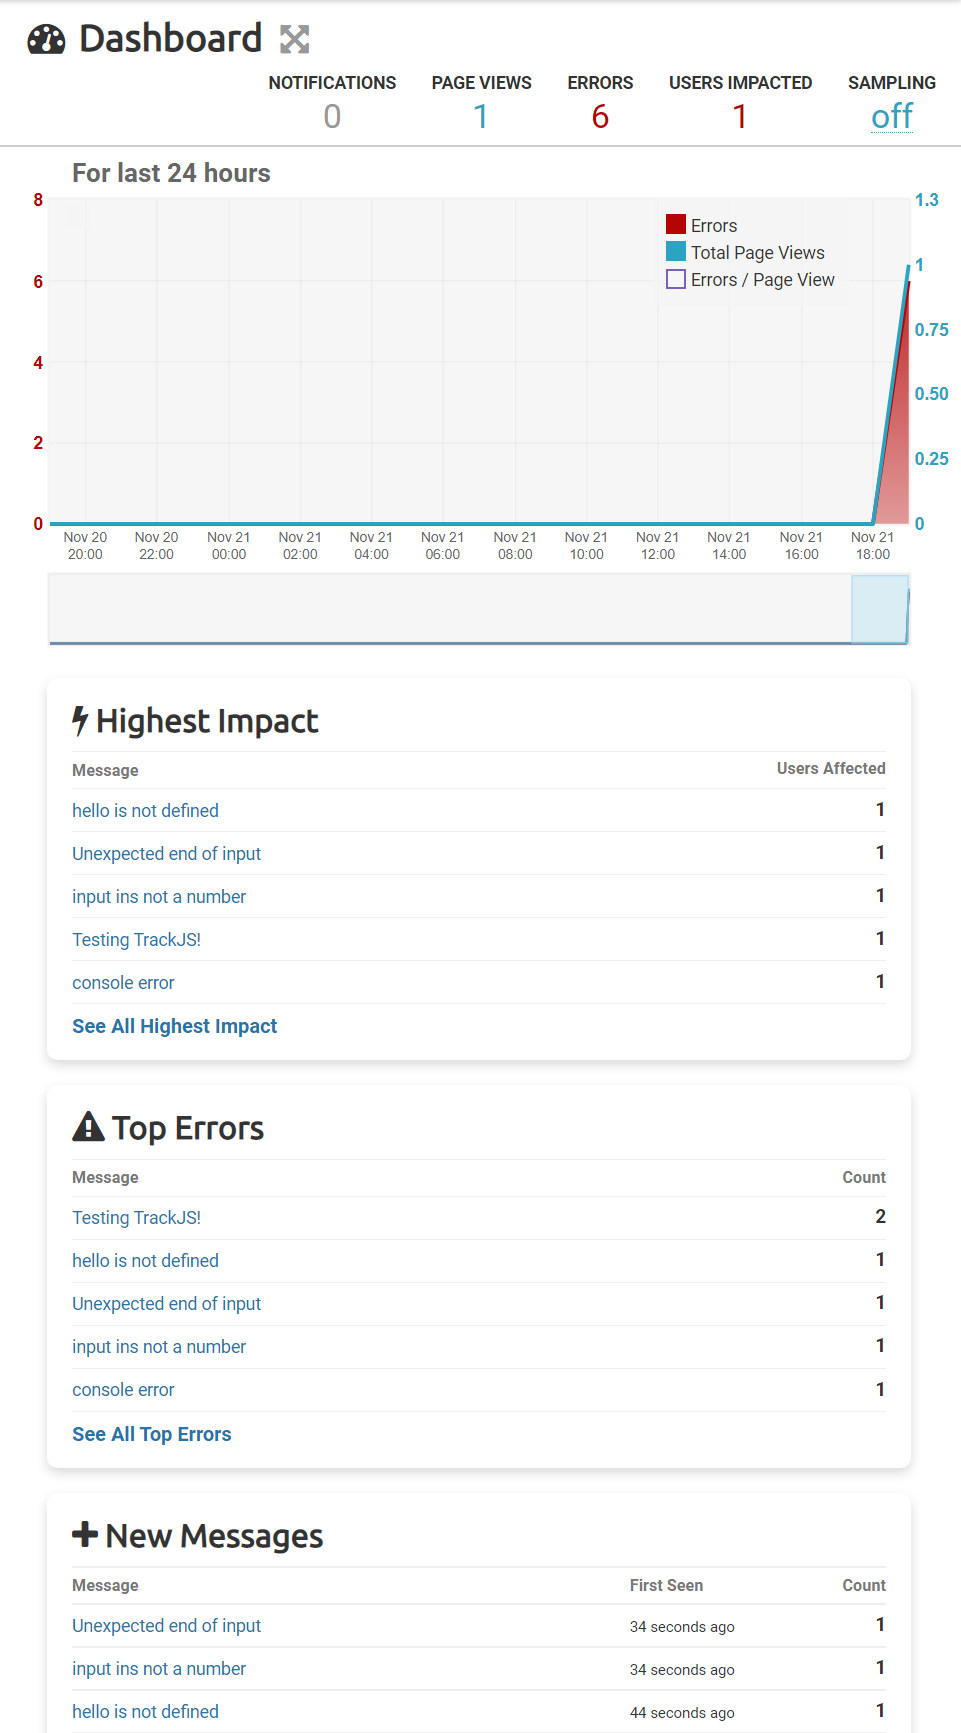 Dashboard
NOTIFICATIONS PAGE VIEWS ERRORS USERS IMPACTED SAMPLING
0 1 6 1 off
For last 24 hours
8 1.3
Errors
Total Page Views
Errors / Page View
1
6
0.75
4
0.50
2
0.25
0 0
Nov 20 Nov 20 Nov 21 Nov 21 Nov 21 Nov 21 Nov 21 Nov 21 Nov 21 Nov 21 Nov 21 Nov 21
20:00 22:00 00:00 02:00 04:00 06:00 08:00 10:00 12:00 14:00 16:00 18:00
Highest Impact
Message Users Affected
hello is not defined 1
Unexpected end of input 1
input ins not a number 1
Testing TrackJS! 1
console error 1
See All Highest Impact
Top Errors
Message Count
Testing TrackJS! 2
hello is not defined 1
Unexpected end of input 1
input ins not a number 1
console error 1
See All Top Errors
New Messages
Message First Seen Count
Unexpected end of input 34 seconds ago 1
input ins not a number 34 seconds ago 1
hello is not defined 44 seconds ago 1